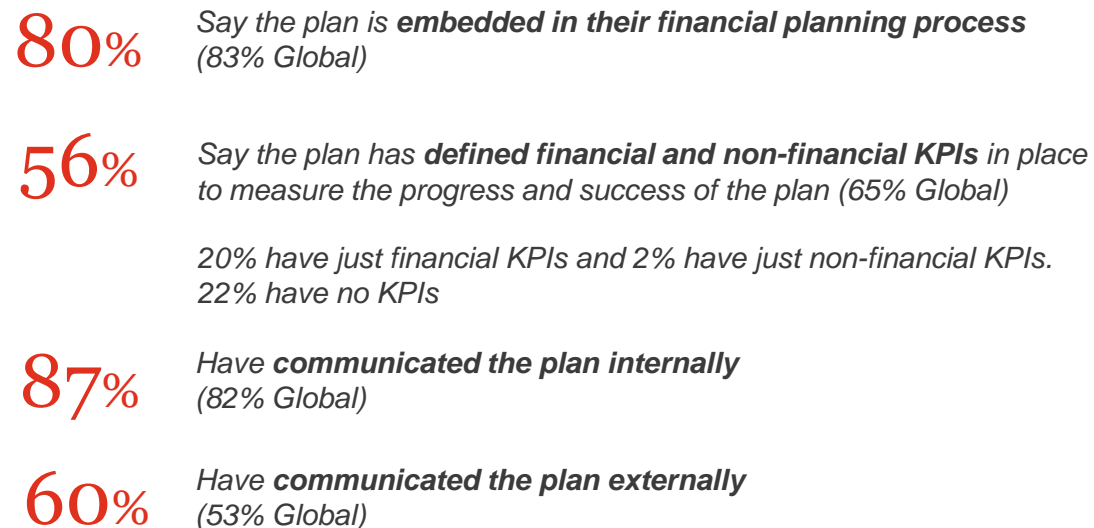 80%
Say the plan is embedded in their financial planning process
(83% Global)
56%
Say the plan has defined financial and non-financial KPIs in place
to measure the progress and success of the plan (65% Global)
20% have just financial KPIs and 2% have just non-financial KPIs.
22% have no KPIs
87%
Have communicated the plan internally
(82% Global)
60%
Have communicated the plan externally
(53% Global)